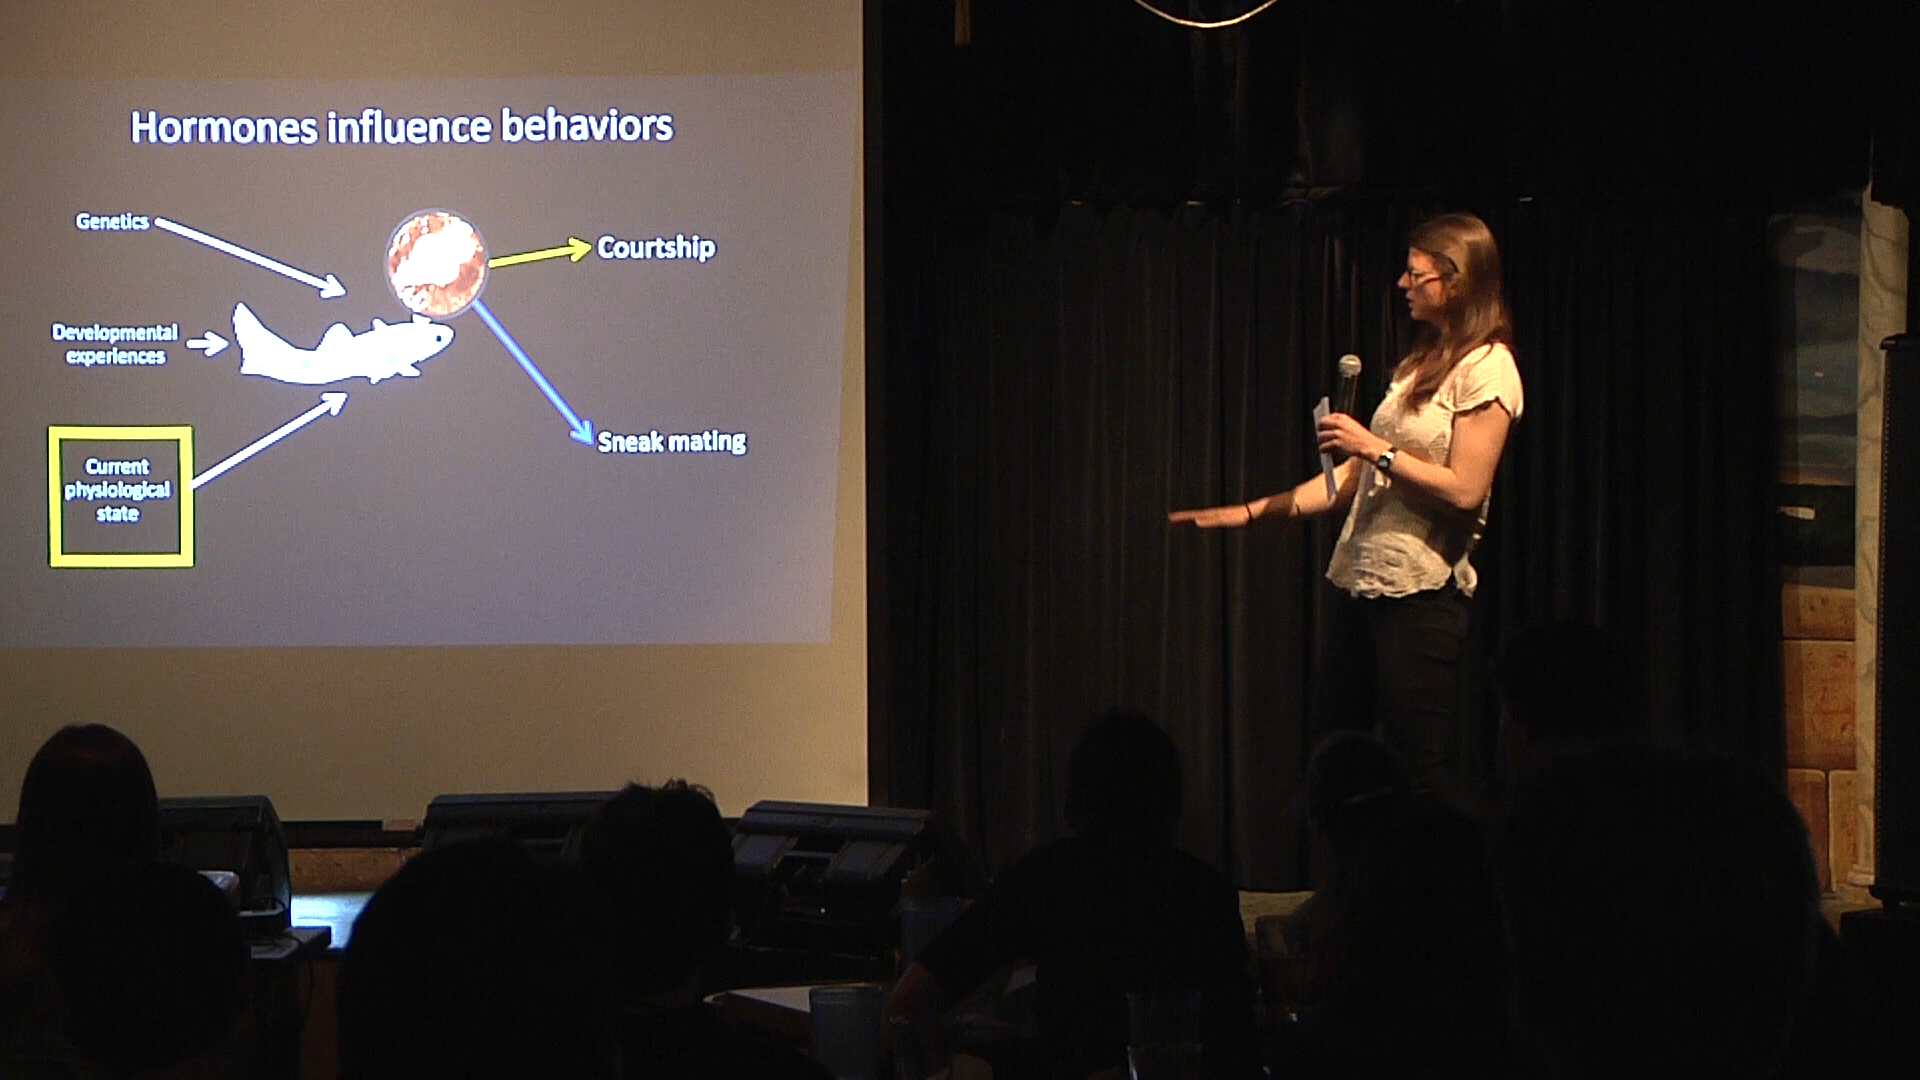 Hormones influence behaviors
Genetics
Courtship
Developmental
experiences
Sneak mating
Current
physiological
state